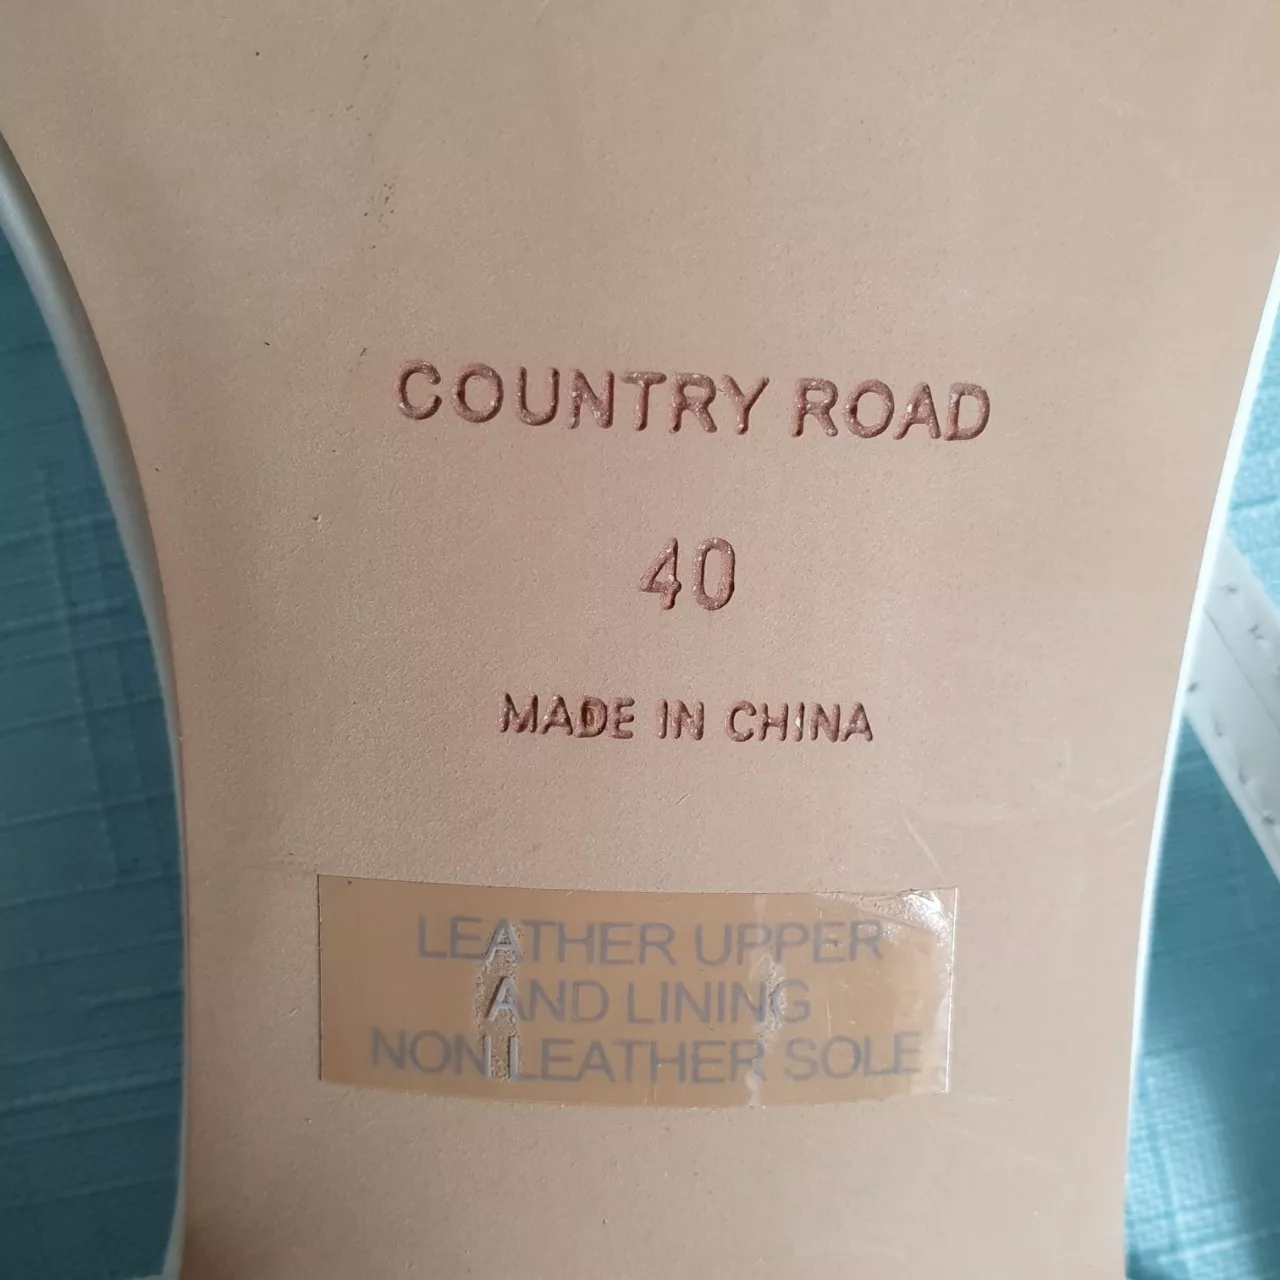 COUNTRY ROAD
40
MADE IN CHINA
LEATHER UPPER
AND LINING
NON LEATHER SOLE